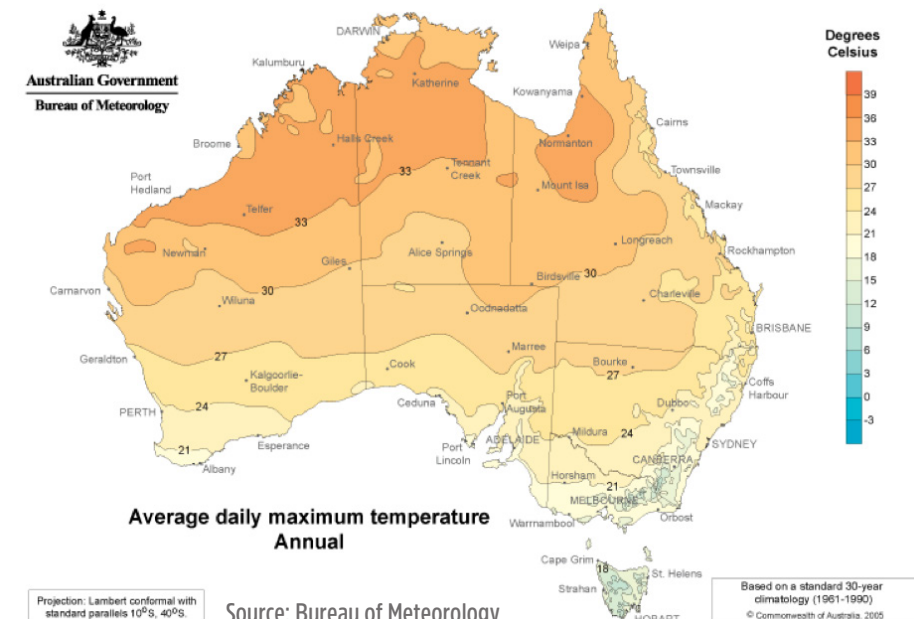 Australian Government
Bureau of Meteorology
DARWIN
Weipa
Kalumburu
Katherine
Kowanyama
Cairns
Broome
Halls Creek
Normanton
Tennant
Creek
Townsville
33
Port
Hedland
Mount Isa
Telfer
33
Mackay
Newman
Giles
Alice Springs
Longreach
Rockhampton
Birdsville
30
Carnarvon
30
Wiluna
Charleville
Oodnadatta
BRISBANE
Geraldton
27
Marree
Cook
Bourke
27
Kalgoorlie-
Boulder
Coffs
Harbour
PERTH
24
Ceduna
Port
Augusta
Dubbo
21
Esperance
Port
Lincoln
ADELAIDE
Mildura
24
SYDNEY
Albany
CANBERRA
Horsham
21
MELBOURNE
Warrnambool
Orbost
Cape Grim
18
St. Helens
Strahan
HOBART
Degrees
Celsius
39
36
33
30
27
24
21
18
15
12
9
6
3
0
-3
Average daily maximum temperature
Annual
Projection: Lambert conformal with
standard parallels 10°S, 40°S.
Source: Bureau of Meteorology
Based on a standard 30-year
climatology (1961-1990)
© Commonwealth of Australia, 2005